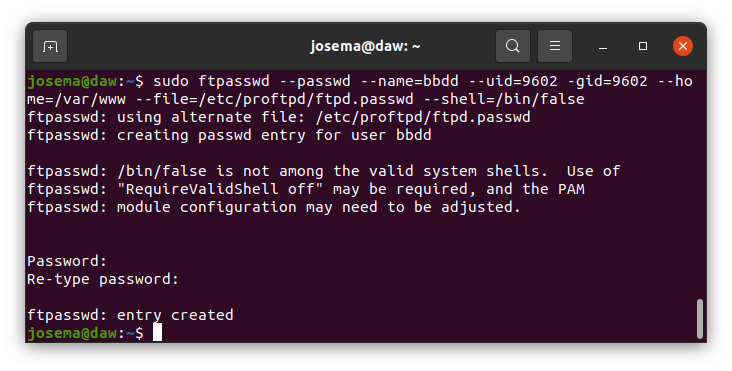 josema@daw: ~
josema@daw:~$ sudo ftpasswd --passwd --name=bbdd --uid=9602 -gid=9602 --ho
me=/var/www --file=/etc/proftpd/ftpd.passwd --shell=/bin/false
ftpasswd: using alternate file: /etc/proftpd/ftpd.passwd
ftpasswd: creating passwd entry for user bbdd
ftpasswd: /bin/false is not among the valid system shells.  Use of
ftpasswd: "RequireValidShell off" may be required, and the PAM
ftpasswd: module configuration may need to be adjusted.
Password:
Re-type password:
ftpasswd: entry created
josema@daw:~$